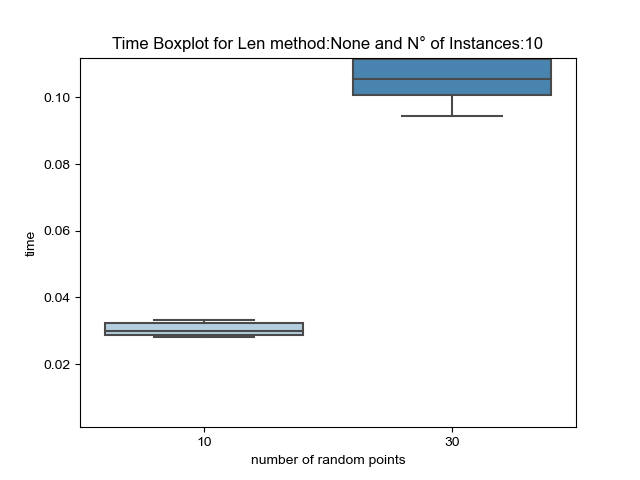 Time Boxplot for Len method:None and N° of Instances:10
0.10
0.08
0.06
0.04
0.02
time
10
30
number of random points